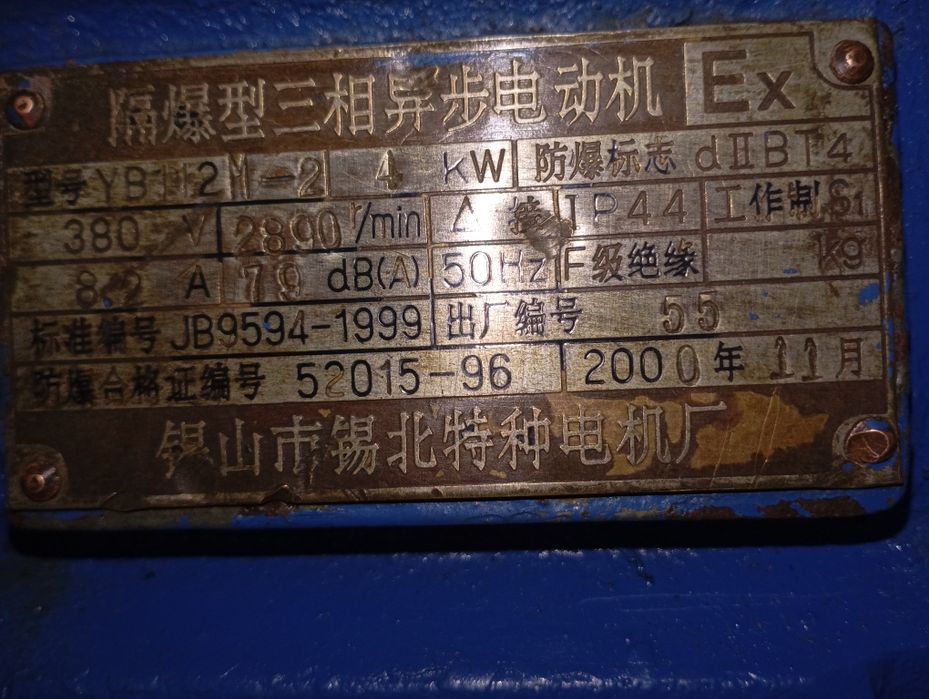 隔爆型三相异步电动机 Ex
型号 YB112M-2 4 kW 防爆标志 dⅡBT4
380 V 2890 r/min △ 接 IP44 工作制 S1
8.2 A 79 dB(A) 50Hz F级绝缘 kg
标准编号 JB9594-1999 出厂编号 55
防爆合格证编号 52015-96 2000年 11月
锡山市锡北特种电机厂